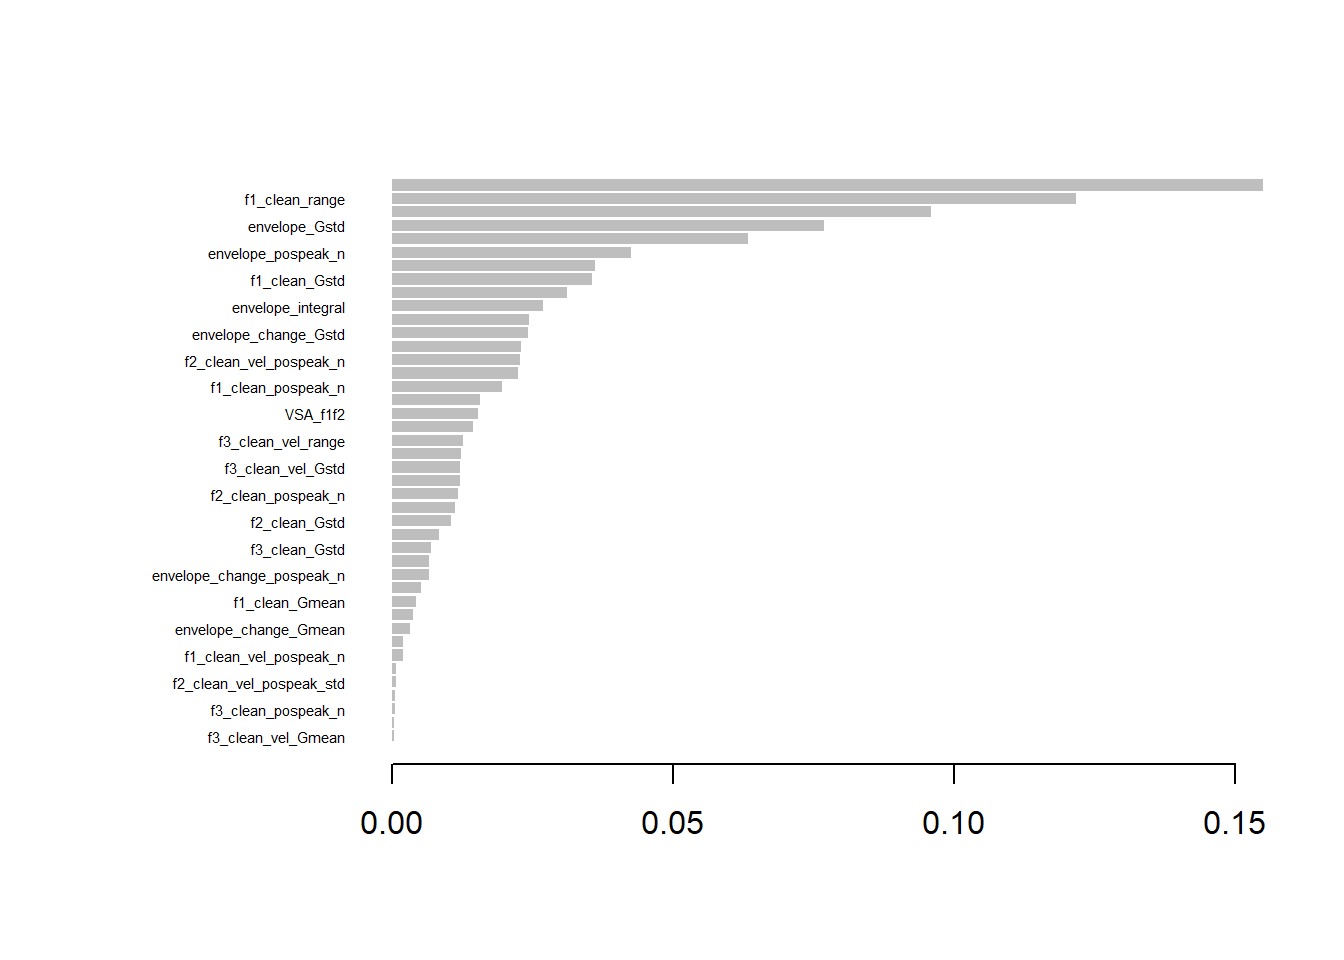 f1_clean_range
envelope_Gstd
envelope_pospeak_n
f1_clean_Gstd
envelope_integral
envelope_change_Gstd
f2_clean_vel_pospeak_n
f1_clean_pospeak_n
VSA_f1f2
f3_clean_vel_range
f3_clean_vel_Gstd
f2_clean_pospeak_n
f2_clean_Gstd
f3_clean_Gstd
envelope_change_pospeak_n
f1_clean_Gmean
envelope_change_Gmean
f1_clean_vel_pospeak_n
f2_clean_vel_pospeak_std
f3_clean_pospeak_n
f3_clean_vel_Gmean
0.00 0.05 0.10 0.15